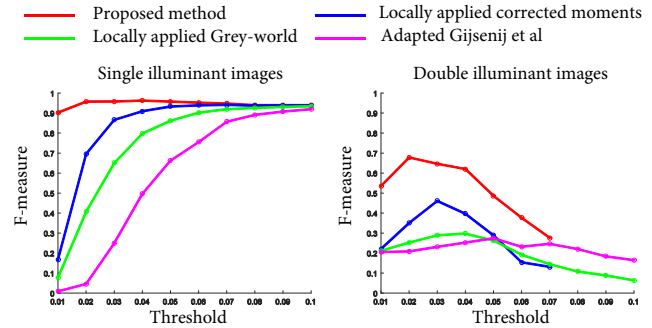 Proposed method
Locally applied corrected moments
Locally applied Grey-world
Adapted Gijsenij et al
Single illuminant images
Double illuminant images
F-measure
1
0.9
0.8
0.7
0.6
0.5
0.4
0.3
0.2
0.1
0
0.01 0.02 0.03 0.04 0.05 0.06 0.07 0.08 0.09 0.1
Threshold
F-measure
1
0.9
0.8
0.7
0.6
0.5
0.4
0.3
0.2
0.1
0
0.01 0.02 0.03 0.04 0.05 0.06 0.07 0.08 0.09 0.1
Threshold